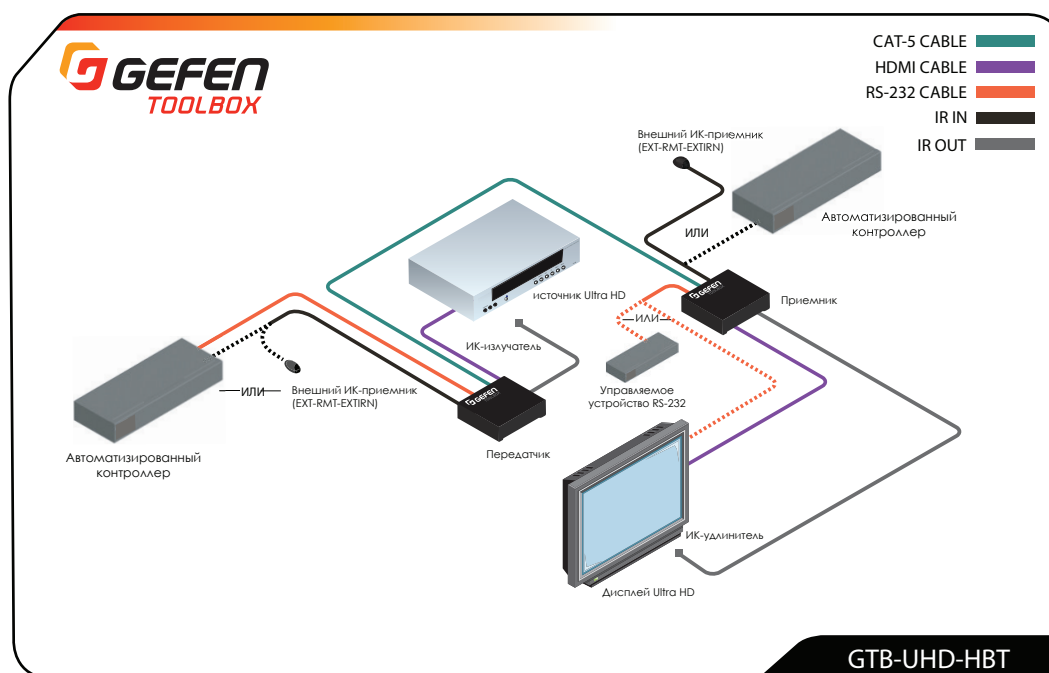 GEFEN
TOOLBOX
CAT-5 CABLE
HDMI CABLE
RS-232 CABLE
IR IN
IR OUT
Внешний ИК-приемник
(EXT-RMT-EXTIRN)
Автоматизированный
контроллер
ИЛИ
Приемник
источник Ultra HD
ИЛИ
ИК-излучатель
Управляемое
устройство RS-232
GEFEN
GEFEN
ИЛИ
Внешний ИК-приемник
(EXT-RMT-EXTIRN)
Передатчик
Автоматизированный
контроллер
ИК-удлинитель
Дисплей Ultra HD
GTB-UHD-HBT